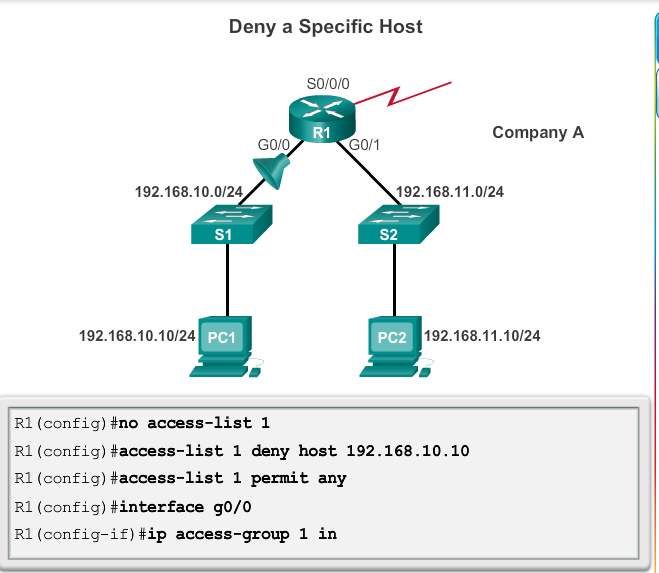 Deny a Specific Host
S0/0/0
R1
Company A
G0/0
G0/1
192.168.10.0/24
192.168.11.0/24
S1
S2
192.168.10.10/24
PC1
PC2
192.168.11.10/24
R1(config)#no access-list 1
R1(config)#access-list 1 deny host 192.168.10.10
R1(config)#access-list 1 permit any
R1(config)#interface g0/0
R1(config-if)#ip access-group 1 in